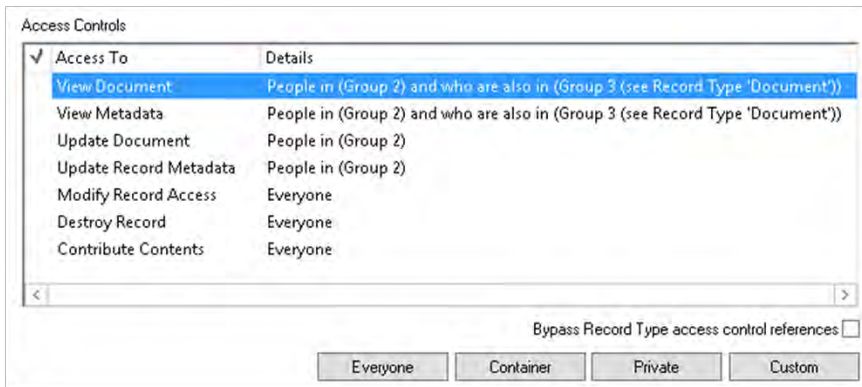 Access Controls
Access To Details
View Document People in (Group 2) and who are also in (Group 3 (see Record Type 'Document'))
View Metadata People in (Group 2) and who are also in (Group 3 (see Record Type 'Document'))
Update Document People in (Group 2)
Update Record Metadata People in (Group 2)
Modify Record Access Everyone
Destroy Record Everyone
Contribute Contents Everyone
Bypass Record Type access control references
Everyone Container Private Custom